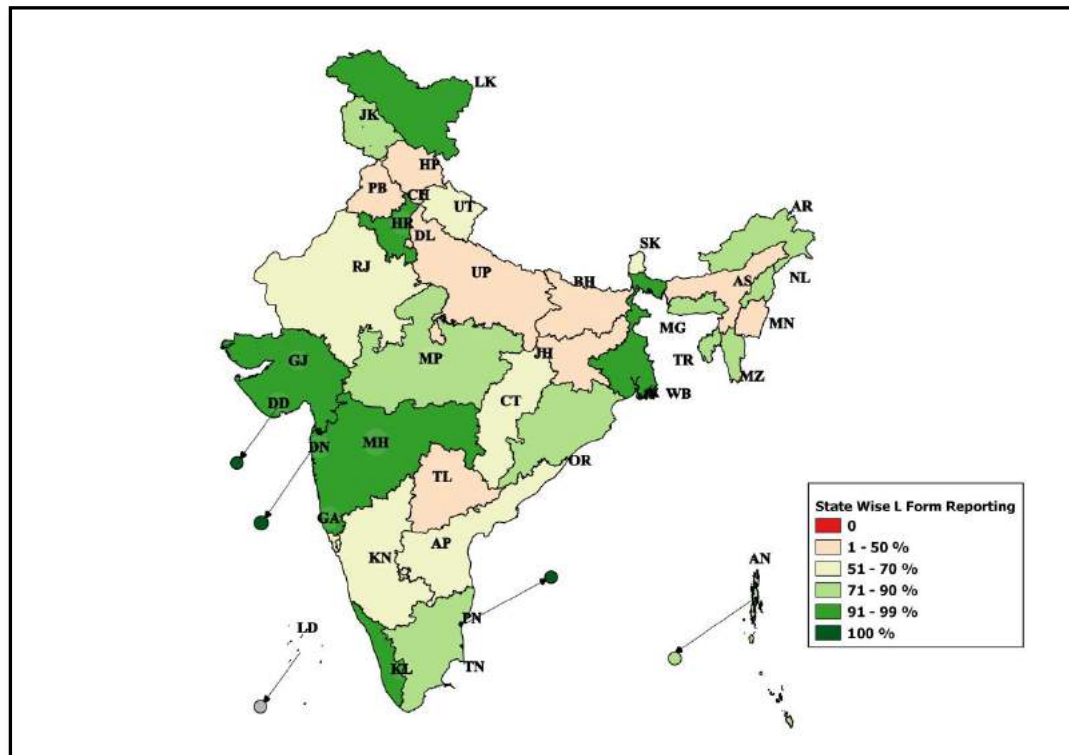 LK
JK
HP
PB
CH
UT
HR
DL
AR
SK
RJ
UP
BH
AS
NL
MG
MN
GJ
MP
JH
TR
MZ
CT
WB
DD
DN
MH
OR
TL
GA
AP
KN
AN
PN
LD
KL
TN
State Wise L Form Reporting
0
1 - 50 %
51 - 70 %
71 - 90 %
91 - 99 %
100 %